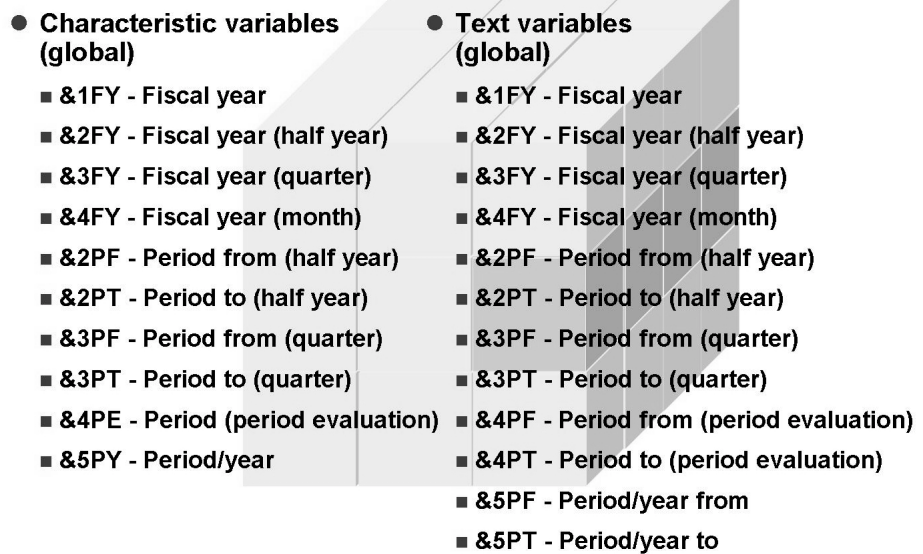 Characteristic variables
(global)
&1FY - Fiscal year
&2FY - Fiscal year (half year)
&3FY - Fiscal year (quarter)
&4FY - Fiscal year (month)
&2PF - Period from (half year)
&2PT - Period to (half year)
&3PF - Period from (quarter)
&3PT - Period to (quarter)
&4PE - Period (period evaluation)
&5PY - Period/year
Text variables
(global)
&1FY - Fiscal year
&2FY - Fiscal year (half year)
&3FY - Fiscal year (quarter)
&4FY - Fiscal year (month)
&2PF - Period from (half year)
&2PT - Period to (half year)
&3PF - Period from (quarter)
&3PT - Period to (quarter)
&4PF - Period from (period evaluation)
&4PT - Period to (period evaluation)
&5PF - Period/year from
&5PT - Period/year to